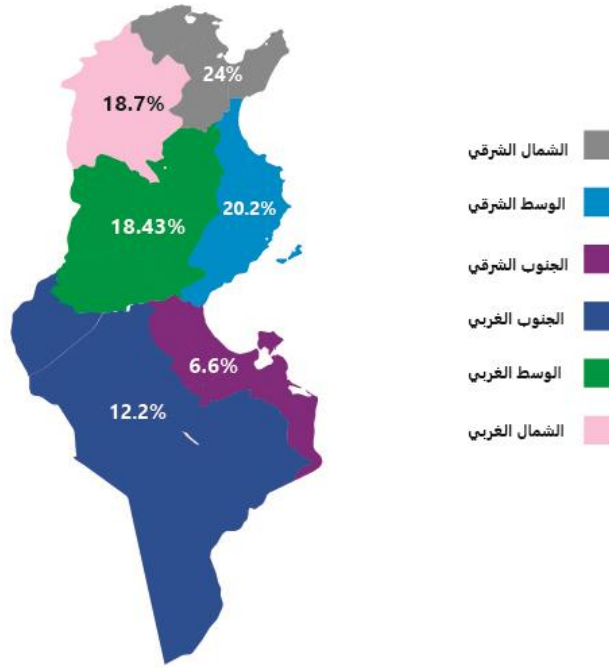 24%
18.7%
20.2%
18.43%
6.6%
12.2%
الشمال الشرقي
الوسط الشرقي
الجنوب الشرقي
الجنوب الغربي
الوسط الغربي
الشمال الغربي